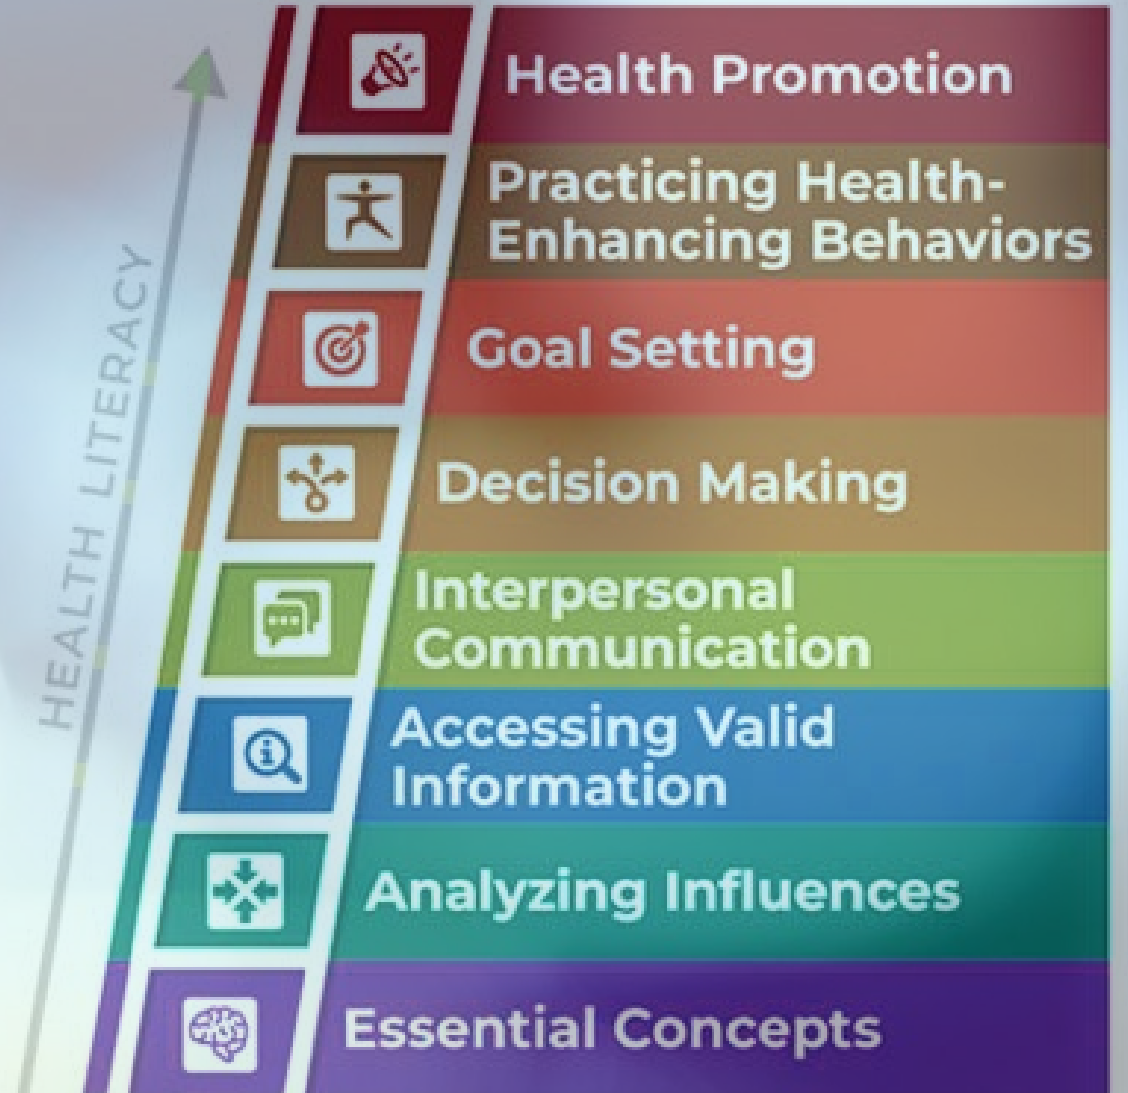 Health Promotion
Practicing Health-
Enhancing Behaviors
Goal Setting
Decision Making
Interpersonal
Communication
Accessing Valid
Information
Analyzing Influences
Essential Concepts
HEALTH LITERACY